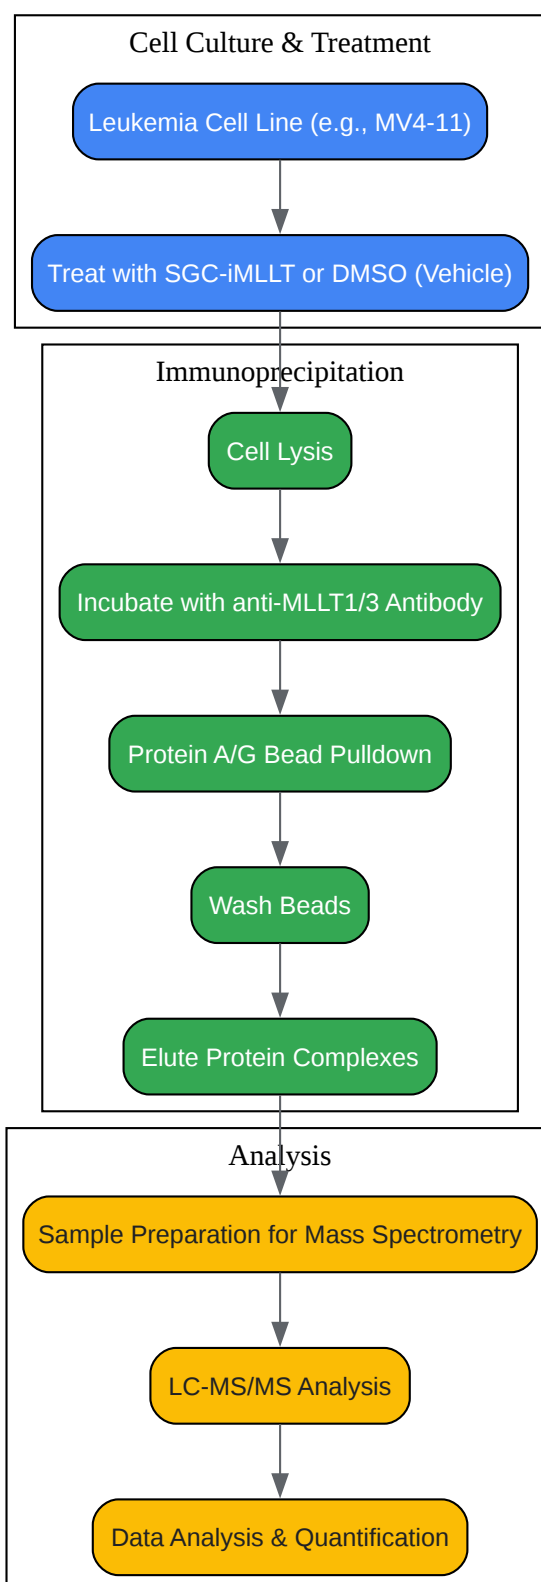 Cell Culture & Treatment
Leukemia Cell Line (e.g., MV4-11)
Treat with SGC-iMLLT or DMSO (Vehicle)
Immunoprecipitation
Cell Lysis
Incubate with anti-MLLT1/3 Antibody
Protein A/G Bead Pulldown
Wash Beads
Elute Protein Complexes
Analysis
Sample Preparation for Mass Spectrometry
LC-MS/MS Analysis
Data Analysis & Quantification